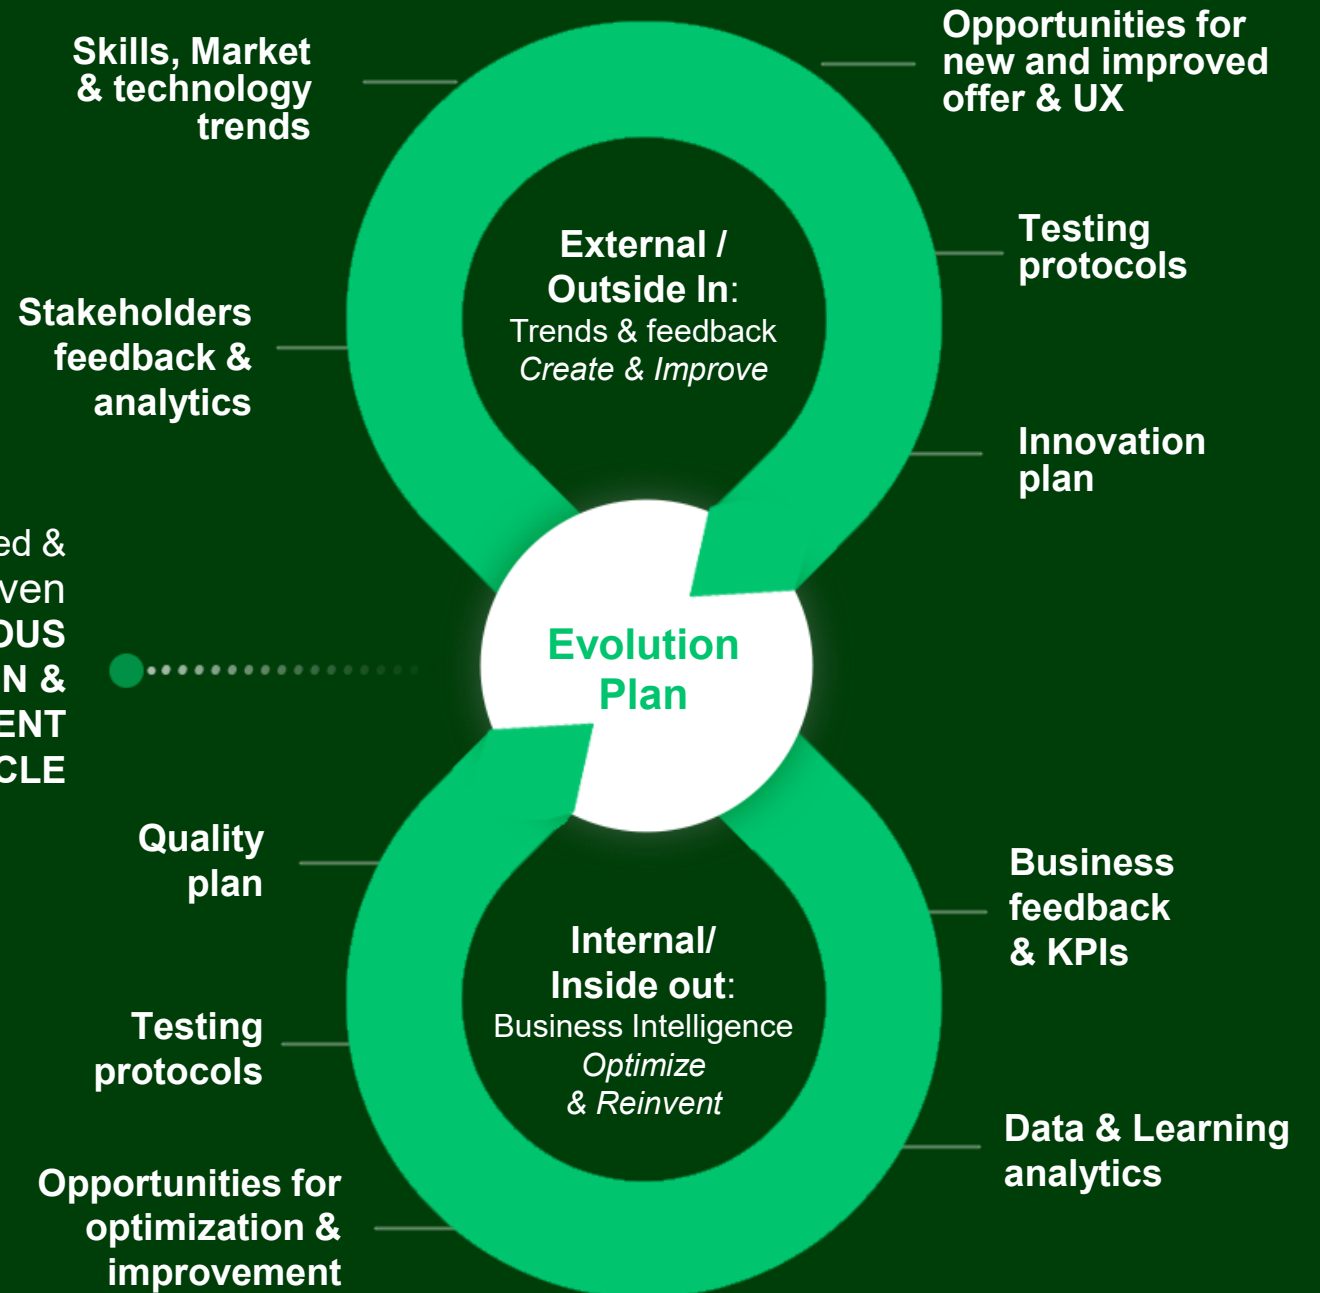 Skills, Market
& technology
trends
Opportunities for
new and improved
offer & UX
Testing
protocols
External /
Outside In:
Trends & feedback
Create & Improve
Stakeholders
feedback &
analytics
Innovation
plan
&
CLE
Evolution
Plan
Quality
plan
Business
feedback
& KPIs
Internal/
Inside out:
Business Intelligence
Optimize
& Reinvent
Testing
protocols
Data & Learning
analytics
Opportunities for
optimization &
improvement